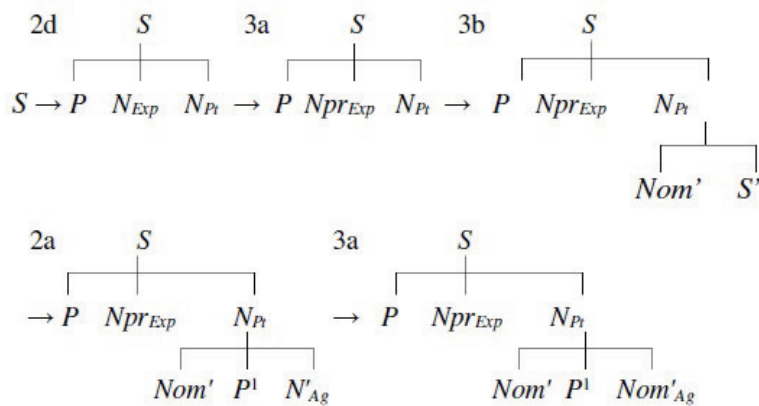 2d S 3a S 3b S
S → P N_Exp N_Pt → P Npr_Exp N_Pt → P Npr_Exp N_Pt
Nom’ S’
2a S 3a S
→ P Npr_Exp N_Pt → P Npr_Exp N_Pt
Nom' P¹ N'_Ag Nom' P¹ Nom'_Ag